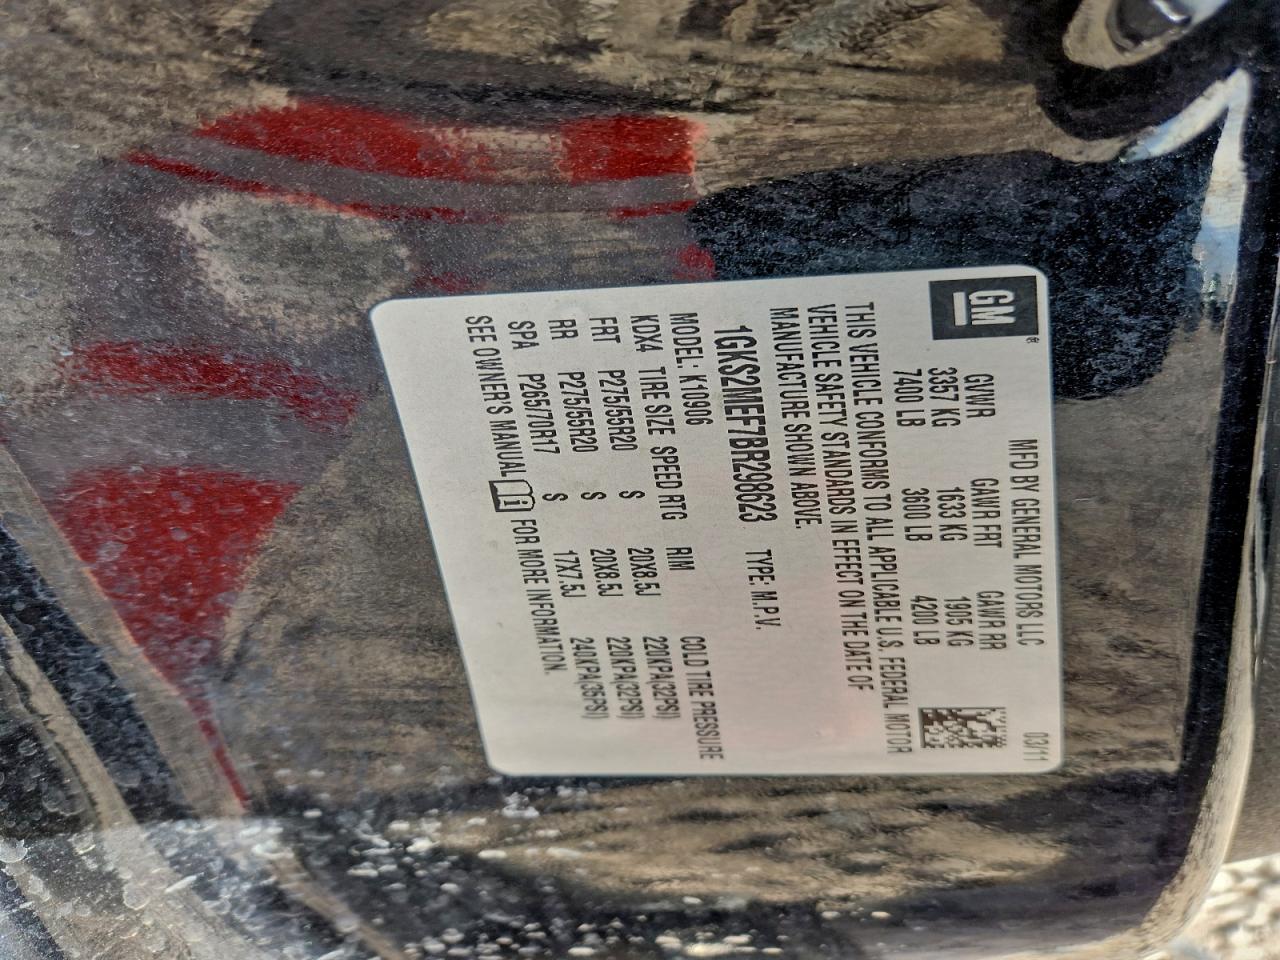 GM®
MFD BY GENERAL MOTORS LLC 03/11
GVWR GAWR FRT GAWR RR
3357 KG 1633 KG 1905 KG
7400 LB 3600 LB 4200 LB
THIS VEHICLE CONFORMS TO ALL APPLICABLE U.S. FEDERAL MOTOR
VEHICLE SAFETY STANDARDS IN EFFECT ON THE DATE OF
MANUFACTURE SHOWN ABOVE
1GKS2MEF7BR298623 TYPE: M.P.V.
MODEL: K10906
KDX4 TIRE SIZE SPEED RTG RIM COLD TIRE PRESSURE
FRT P275/55R20 S 20X8.5J 220KPA(32PSI)
RR P275/55R20 S 20X8.5J 220KPA(32PSI)
SPA P265/70R17 S 17X7.5J 240KPA(35PSI)
SEE OWNER'S MANUAL FOR MORE INFORMATION.